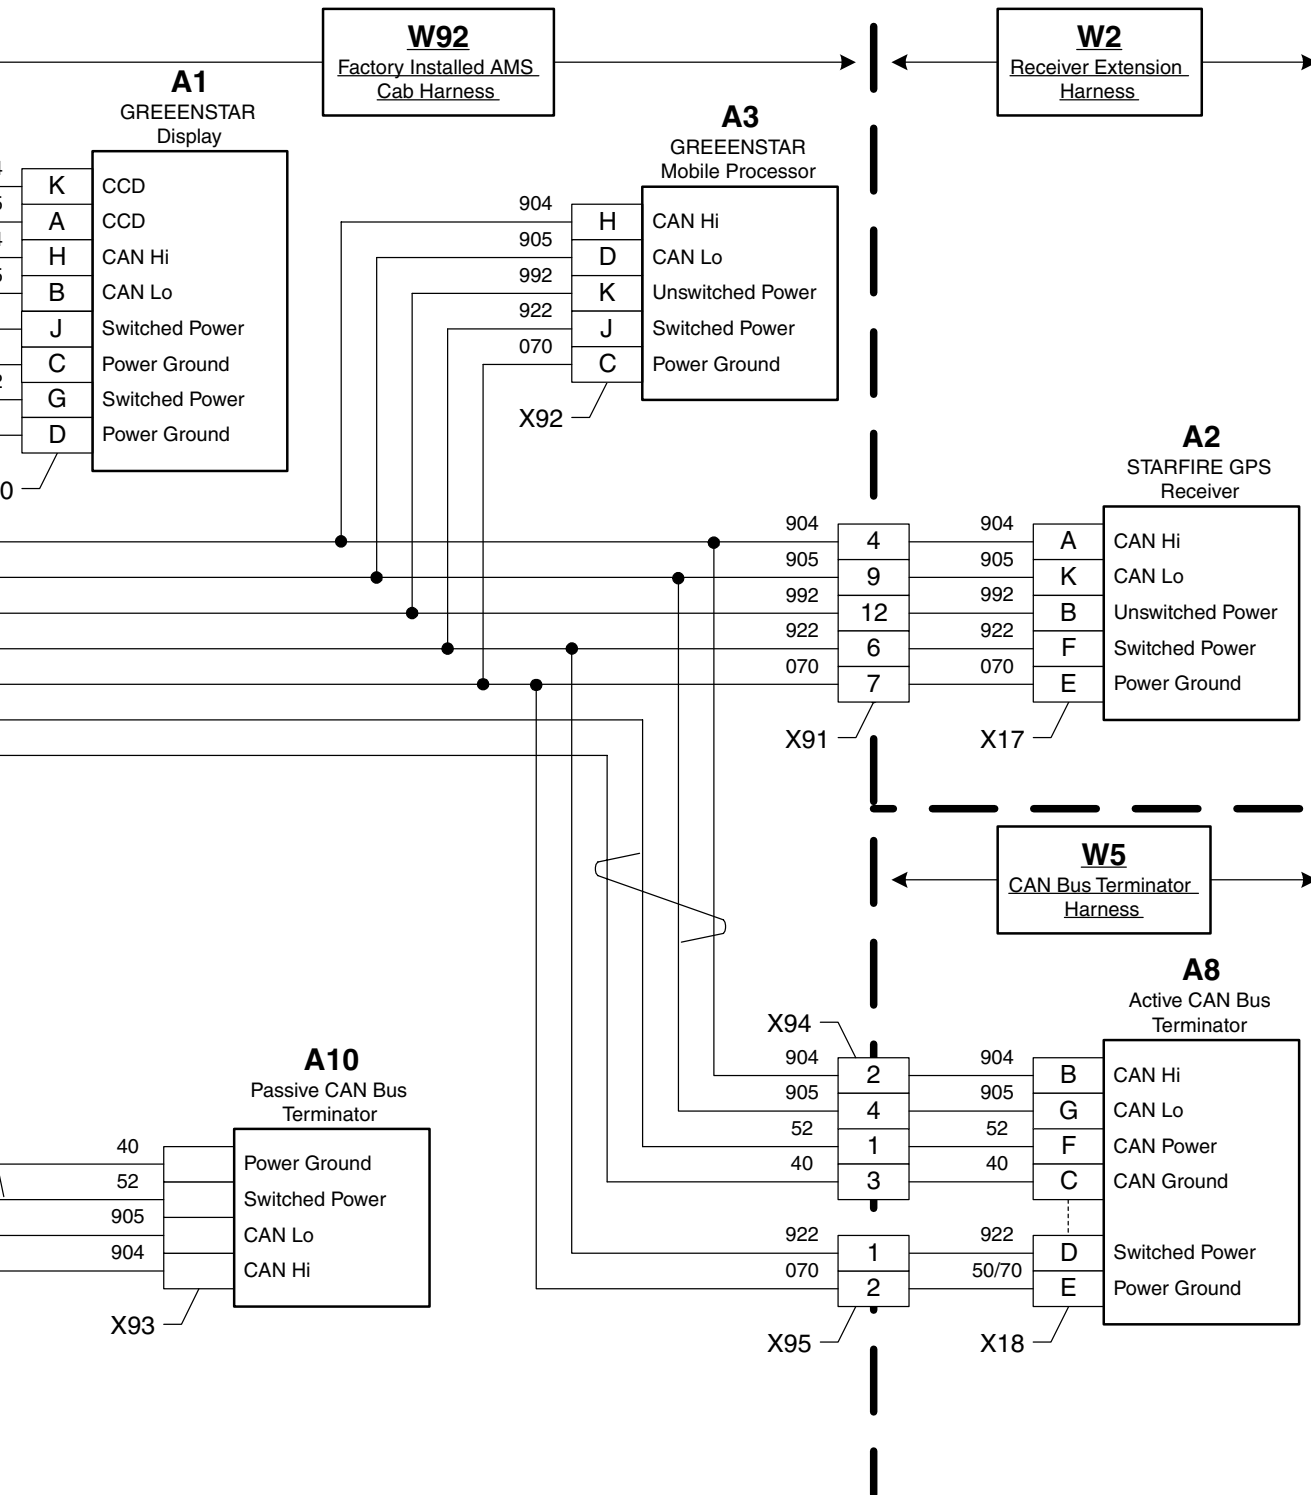 W92
Factory Installed AMS
Cab Harness
W2
Receiver Extension
Harness
A1
GREEENSTAR
Display
K CCD
A CCD
H CAN Hi
B CAN Lo
J Switched Power
C Power Ground
G Switched Power
D Power Ground
0
A3
GREEENSTAR
Mobile Processor
904 H CAN Hi
905 D CAN Lo
992 K Unswitched Power
922 J Switched Power
070 C Power Ground
X92
A2
STARFIRE GPS
Receiver
904 4 904 A CAN Hi
905 9 905 K CAN Lo
992 12 992 B Unswitched Power
922 6 922 F Switched Power
070 7 070 E Power Ground
X91
X17
W5
CAN Bus Terminator
Harness
A8
Active CAN Bus
Terminator
X94
904 2 904 B CAN Hi
905 4 905 G CAN Lo
52 1 52 F CAN Power
40 3 40 C CAN Ground
922 1 922 D Switched Power
070 2 50/70 E Power Ground
X95
X18
A10
Passive CAN Bus
Terminator
40 Power Ground
52 Switched Power
905 CAN Lo
904 CAN Hi
X93